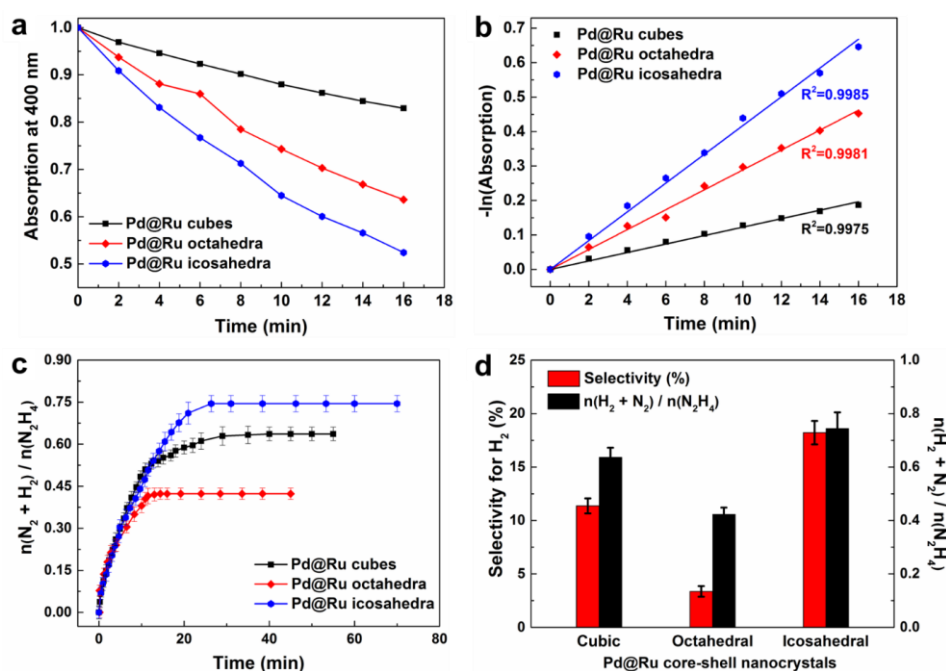 a
Absorption at 400 nm
1.0
0.9
0.8
0.7
0.6
0.5
Pd@Ru cubes
Pd@Ru octahedra
Pd@Ru icosahedra
0 2 4 6 8 10 12 14 16 18
Time (min)
b
-ln(Absorption)
0.7
0.6
0.5
0.4
0.3
0.2
0.1
0.0
Pd@Ru cubes
Pd@Ru octahedra
Pd@Ru icosahedra
R²=0.9985
R²=0.9981
R²=0.9975
0 2 4 6 8 10 12 14 16 18
Time (min)
c
n(N₂ + H₂) / n(N₂H₄)
0.90
0.75
0.60
0.45
0.30
0.15
0.00
Pd@Ru cubes
Pd@Ru octahedra
Pd@Ru icosahedra
0 20 40 60 80
Time (min)
d
Selectivity for H₂ (%)
25
20
15
10
5
0
Selectivity (%)
n(H₂ + N₂) / n(N₂H₄)
1.0
0.8
0.6
0.4
0.2
0.0
n(H₂ + N₂) / n(N₂H₄)
Cubic Octahedral Icosahedral
Pd@Ru core-shell nanocrystals